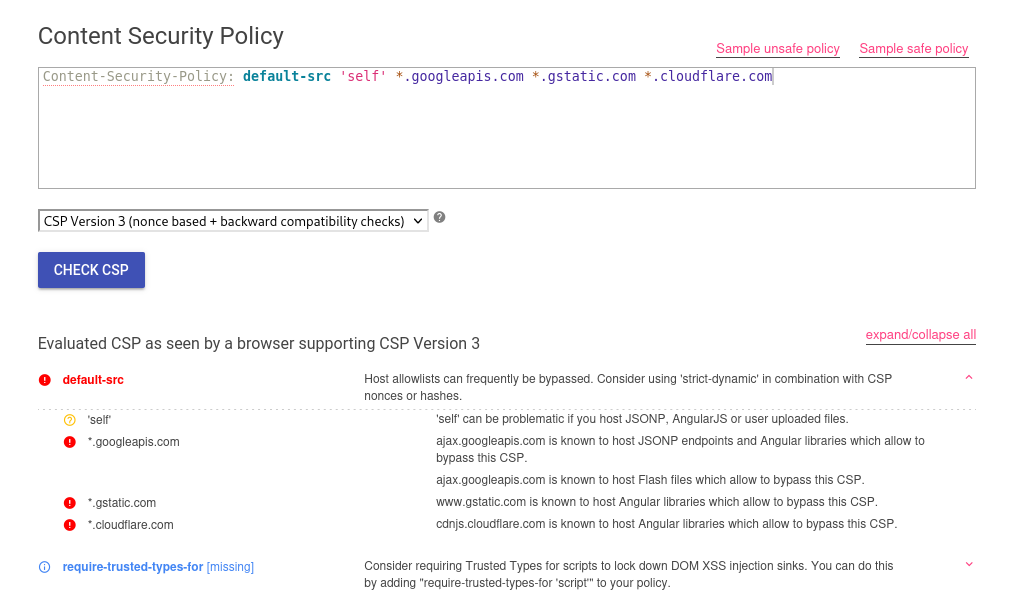 Content Security Policy
Sample unsafe policy Sample safe policy
Content-Security-Policy: default-src 'self' *.googleapis.com *.gstatic.com *.cloudflare.com
CSP Version 3 (nonce based + backward compatibility checks) ?
CHECK CSP
expand/collapse all
Evaluated CSP as seen by a browser supporting CSP Version 3
! default-src Host allowlists can frequently be bypassed. Consider using 'strict-dynamic' in combination with CSP
nonces or hashes.
? 'self' 'self' can be problematic if you host JSONP, AngularJS or user uploaded files.
! *.googleapis.com ajax.googleapis.com is known to host JSONP endpoints and Angular libraries which allow to
bypass this CSP.
ajax.googleapis.com is known to host Flash files which allow to bypass this CSP.
! *.gstatic.com www.gstatic.com is known to host Angular libraries which allow to bypass this CSP.
! *.cloudflare.com cdnjs.cloudflare.com is known to host Angular libraries which allow to bypass this CSP.
i require-trusted-types-for [missing] Consider requiring Trusted Types for scripts to lock down DOM XSS injection sinks. You can do this
by adding "require-trusted-types-for 'script'" to your policy.